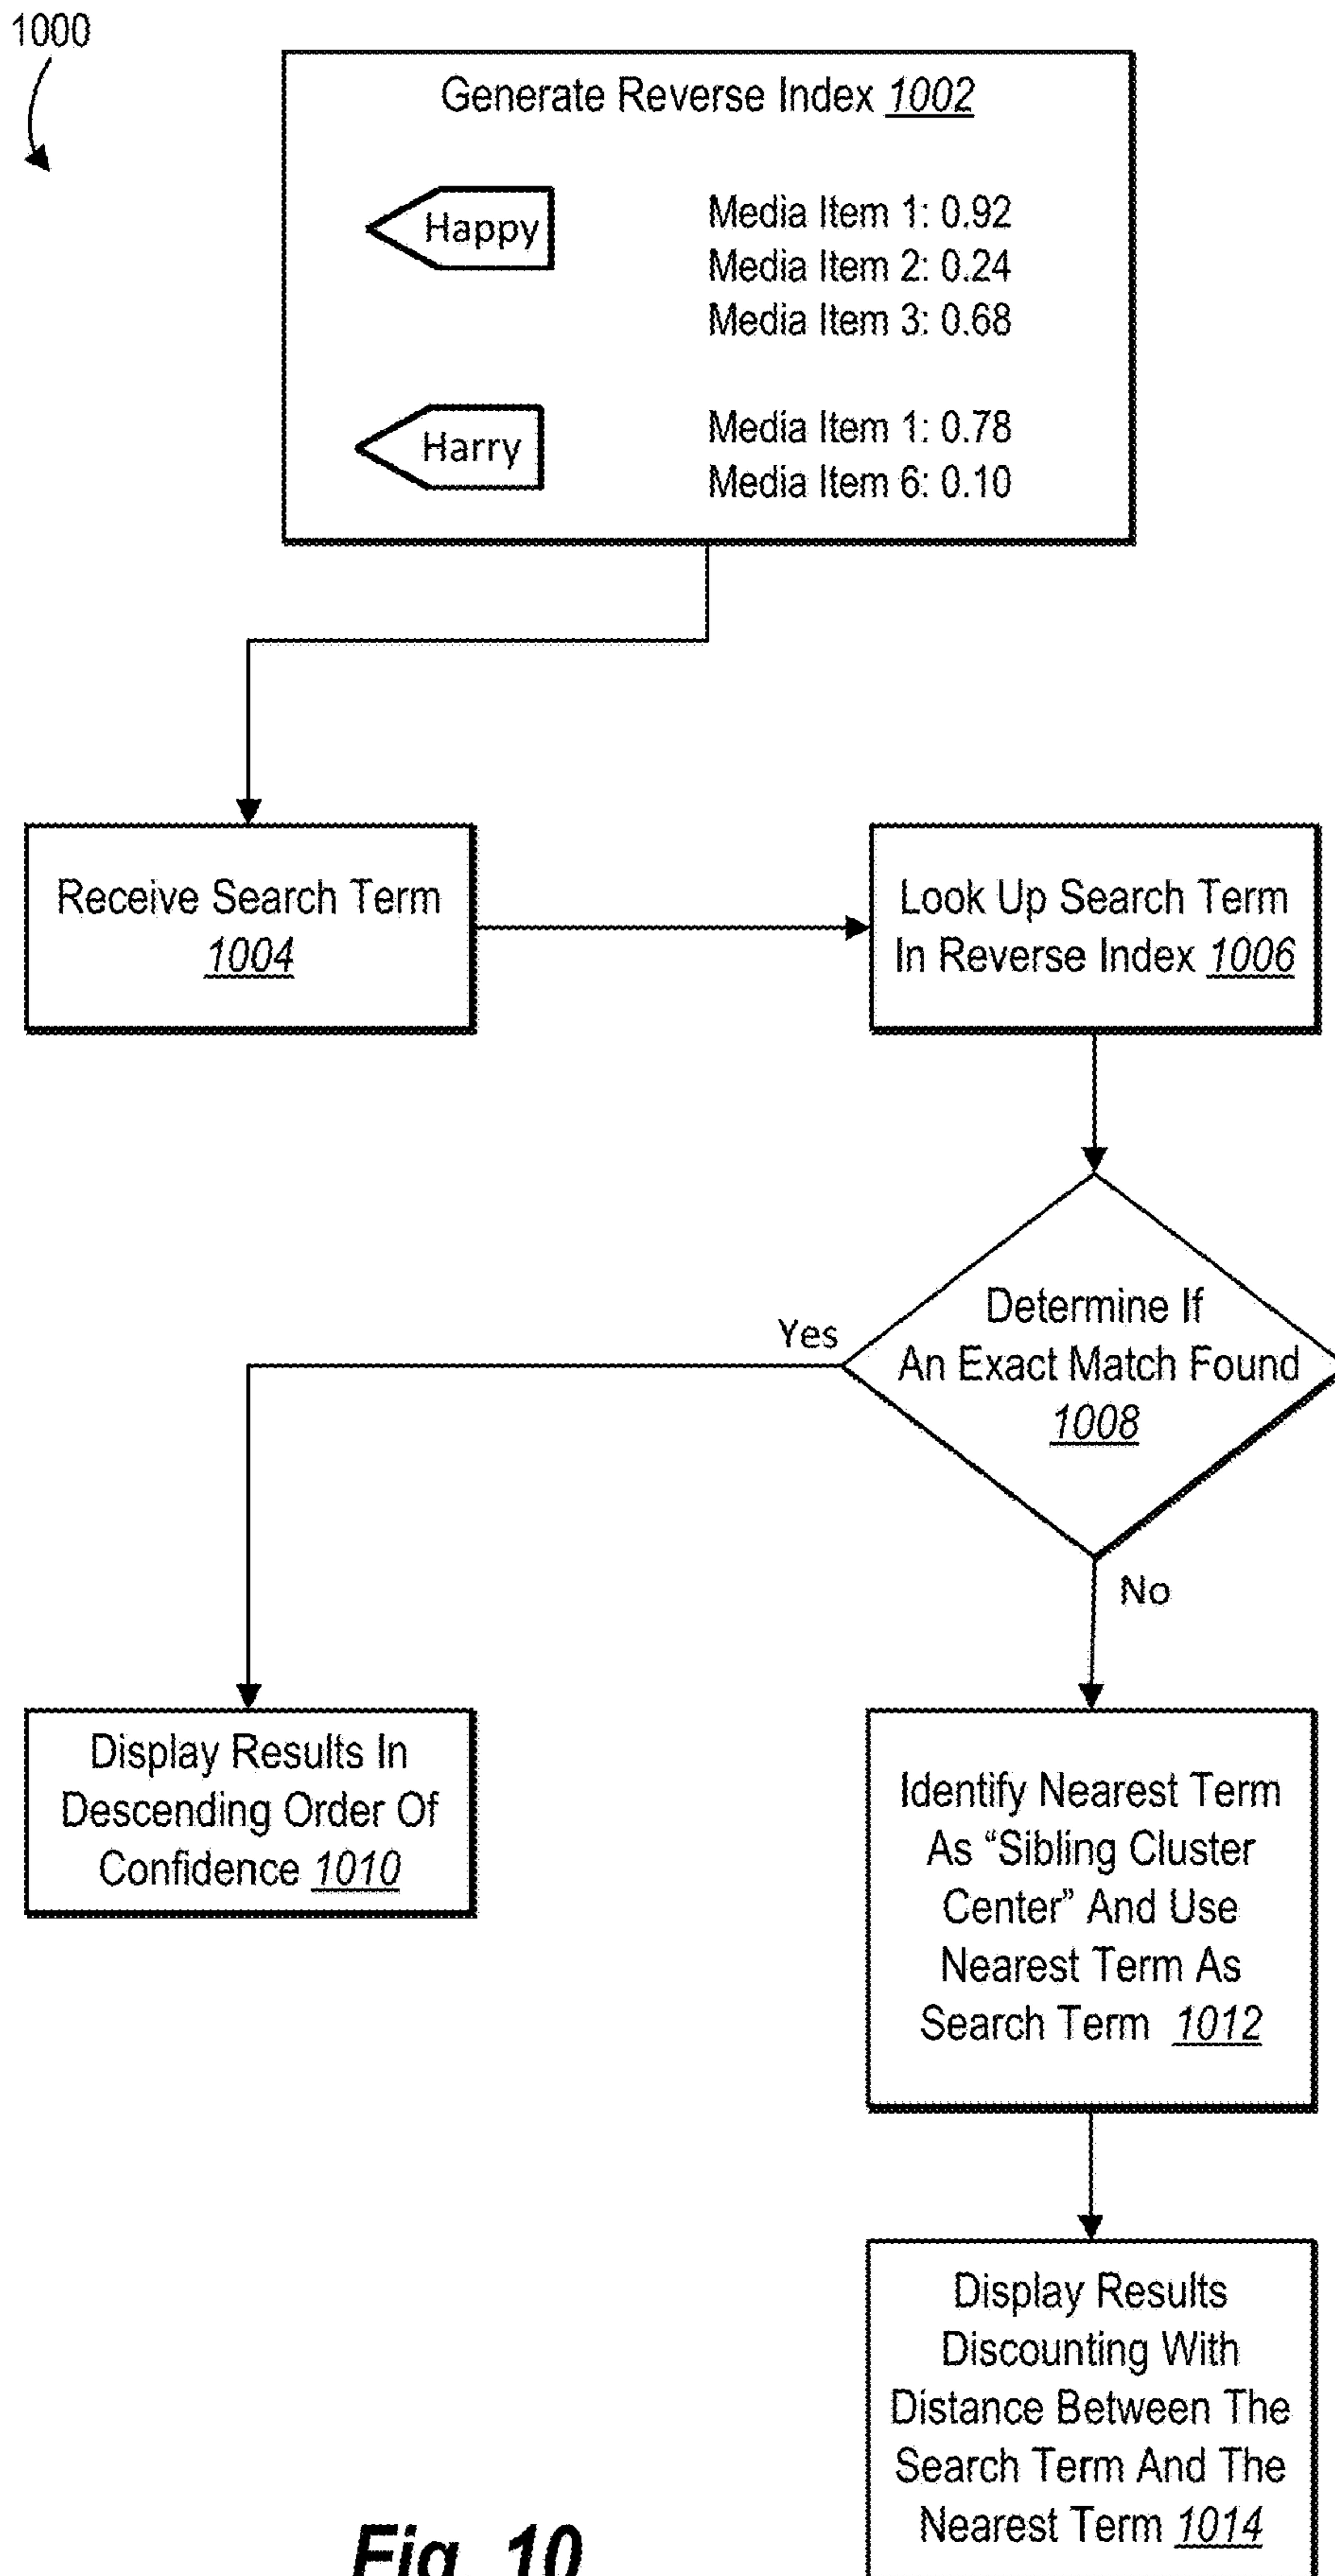 1000
Generate Reverse Index 1002
Happy
Media Item 1: 0.92
Media Item 2: 0.24
Media Item 3: 0.68
Harry
Media Item 1: 0.78
Media Item 6: 0.10
Receive Search Term
1004
Look Up Search Term
In Reverse Index 1006
Determine If
An Exact Match Found
1008
Yes
No
Display Results In
Descending Order Of
Confidence 1010
Identify Nearest Term
As “Sibling Cluster
Center” And Use
Nearest Term As
Search Term 1012
Display Results
Discounting With
Distance Between The
Search Term And The
Nearest Term 1014
Fig. 10